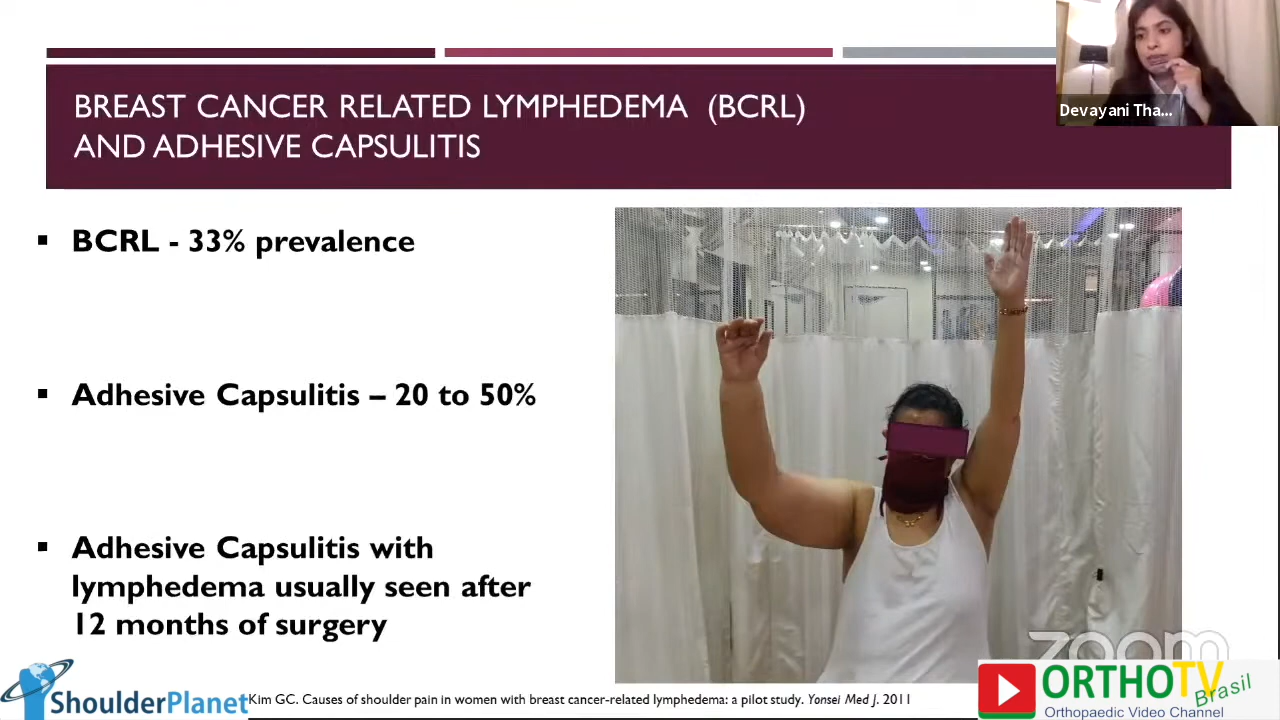 BREAST CANCER RELATED LYMPHEDEMA (BCRL)
AND ADHESIVE CAPSULITIS
Devayani Tha...
▪ BCRL - 33% prevalence
▪ Adhesive Capsulitis – 20 to 50%
▪ Adhesive Capsulitis with
lymphedema usually seen after
12 months of surgery
zoom
ShoulderPlanet
Kim GC. Causes of shoulder pain in women with breast cancer-related lymphedema: a pilot study. Yonsei Med J. 2011
ORTHOTV
Brasil
Orthopaedic Video Channel